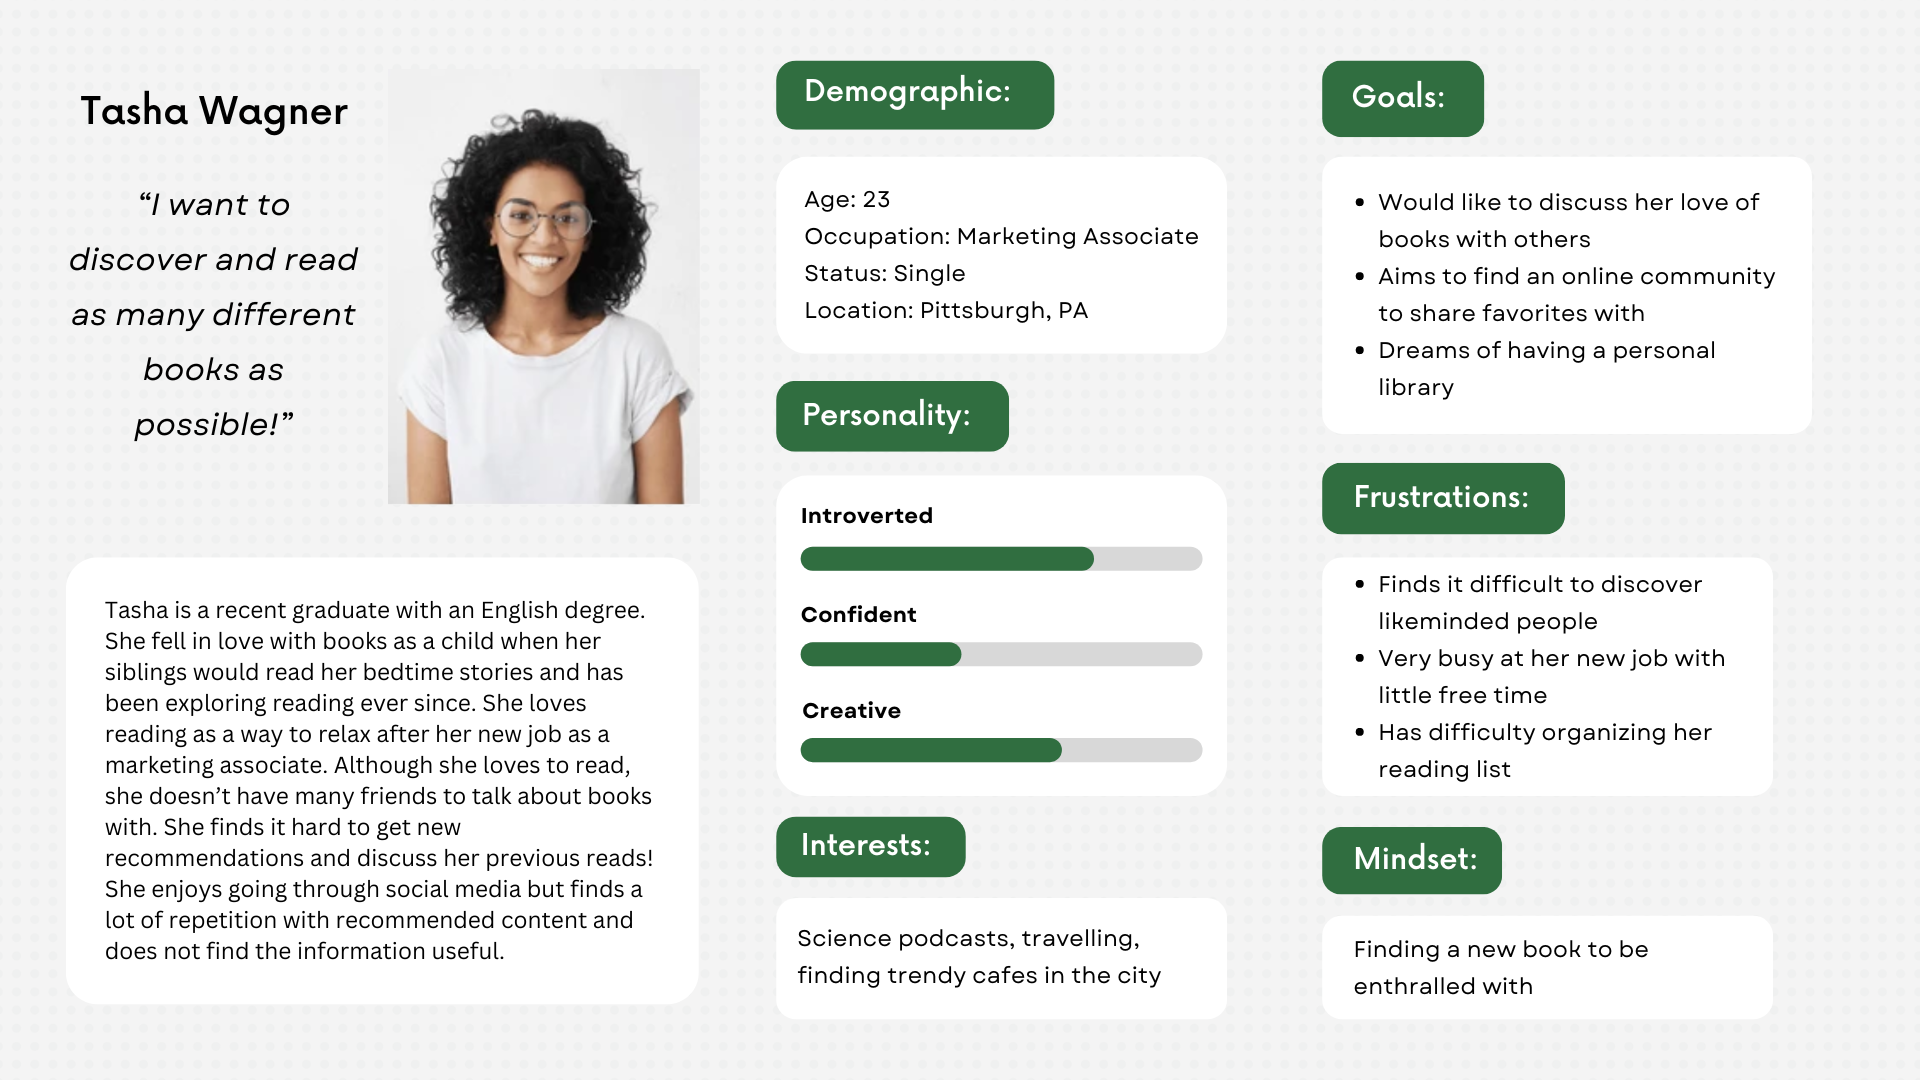 Tasha Wagner
“I want to
discover and read
as many different
books as
possible!”
Tasha is a recent graduate with an English degree.
She fell in love with books as a child when her
siblings would read her bedtime stories and has
been exploring reading ever since. She loves
reading as a way to relax after her new job as a
marketing associate. Although she loves to read,
she doesn’t have many friends to talk about books
with. She finds it hard to get new
recommendations and discuss her previous reads!
She enjoys going through social media but finds a
lot of repetition with recommended content and
does not find the information useful.
Demographic:
Age: 23
Occupation: Marketing Associate
Status: Single
Location: Pittsburgh, PA
Personality:
Introverted
Confident
Creative
Interests:
Science podcasts, travelling,
finding trendy cafes in the city
Goals:
• Would like to discuss her love of
books with others
• Aims to find an online community
to share favorites with
• Dreams of having a personal
library
Frustrations:
• Finds it difficult to discover
likeminded people
• Very busy at her new job with
little free time
• Has difficulty organizing her
reading list
Mindset:
Finding a new book to be
enthralled with